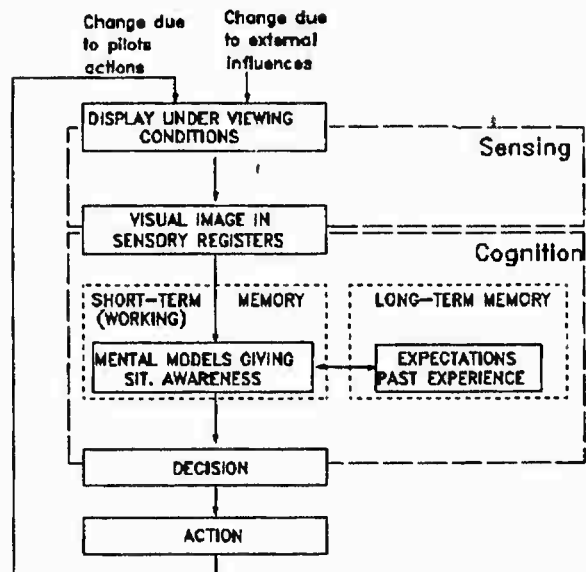 Change due
to pilots
actions
Change due
to external
influences
DISPLAY UNDER VIEWING
CONDITIONS
Sensing
VISUAL IMAGE IN
SENSORY REGISTERS
Cognition
SHORT-TERM MEMORY
(WORKING)
LONG-TERM MEMORY
MENTAL MODELS GIVING
SIT. AWARENESS
EXPECTATIONS
PAST EXPERIENCE
DECISION
ACTION